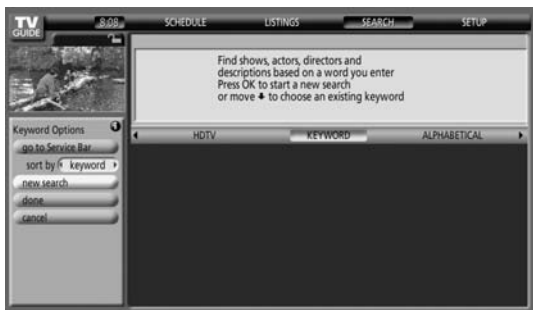 TV
GUIDE
8:08
SCHEDULE
LISTINGS
SEARCH
SETUP
Find shows, actors, directors and
descriptions based on a word you enter
Press OK to start a new search
or move ↓ to choose an existing keyword
Keyword Options
go to Service Bar
sort by keyword
new search
done
cancel
HDTV
KEYWORD
ALPHABETICAL